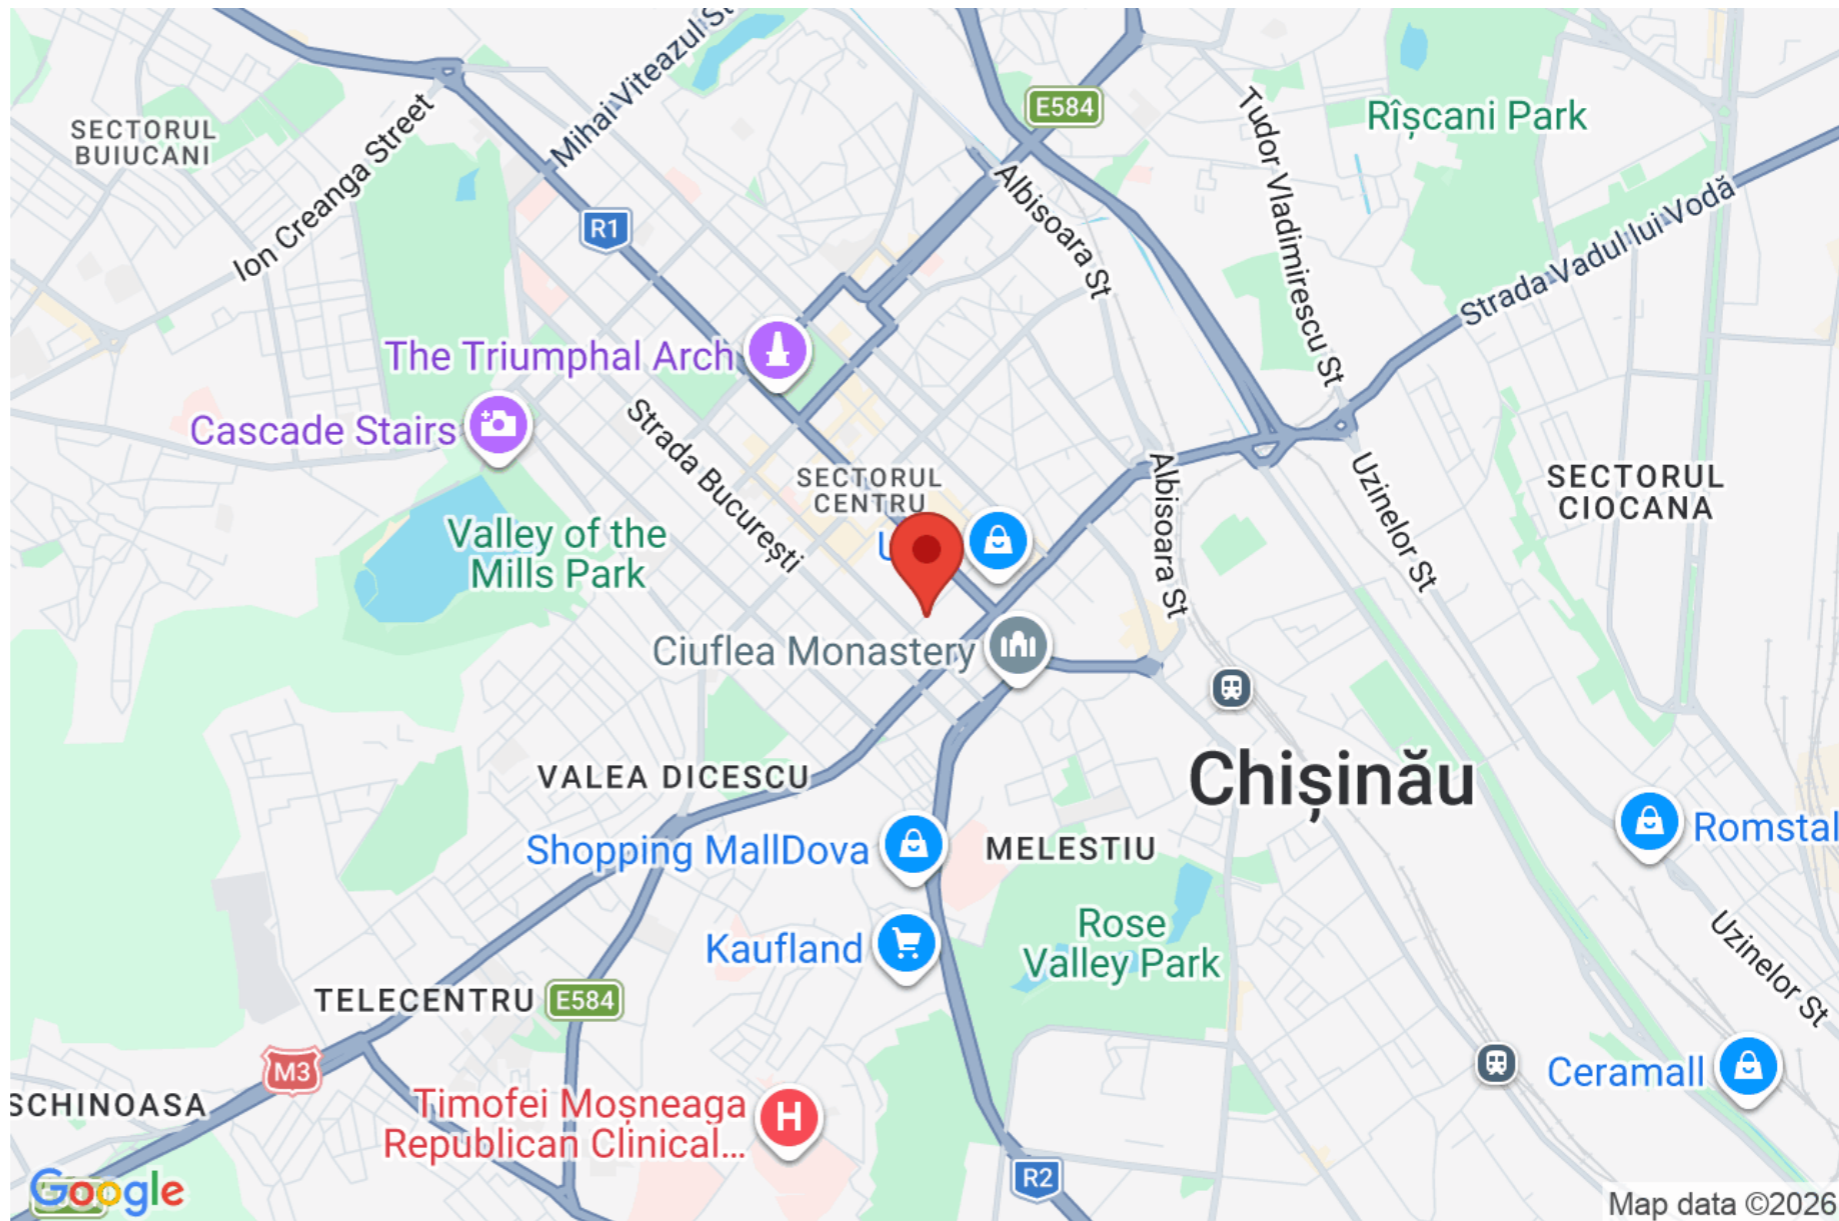 Mihai Viteazul St
E584
Rîșcani Park
SECTORUL
BUIUCANI
Ion Creanga Street
Tudor Vladimirescu St
R1
Albisoara St
Strada Vadul lui Vodă
The Triumphal Arch
Cascade Stairs
Strada București
SECTORUL
CENTRU
Albisoara St
Uzinelor St
SECTORUL
CIOCANA
Valley of the
Mills Park
Ciuflea Monastery
VALEA DICESCU
Chișinău
Shopping MallDova
MELESTIU
Romstal
Kaufland
Rose
Valley Park
Uzinelor St
TELECENTRU
E584
M3
Ceramall
SCHINOASA
Timofei Moșneaga
Republican Clinical...
H
R2
Google
Map data ©2026